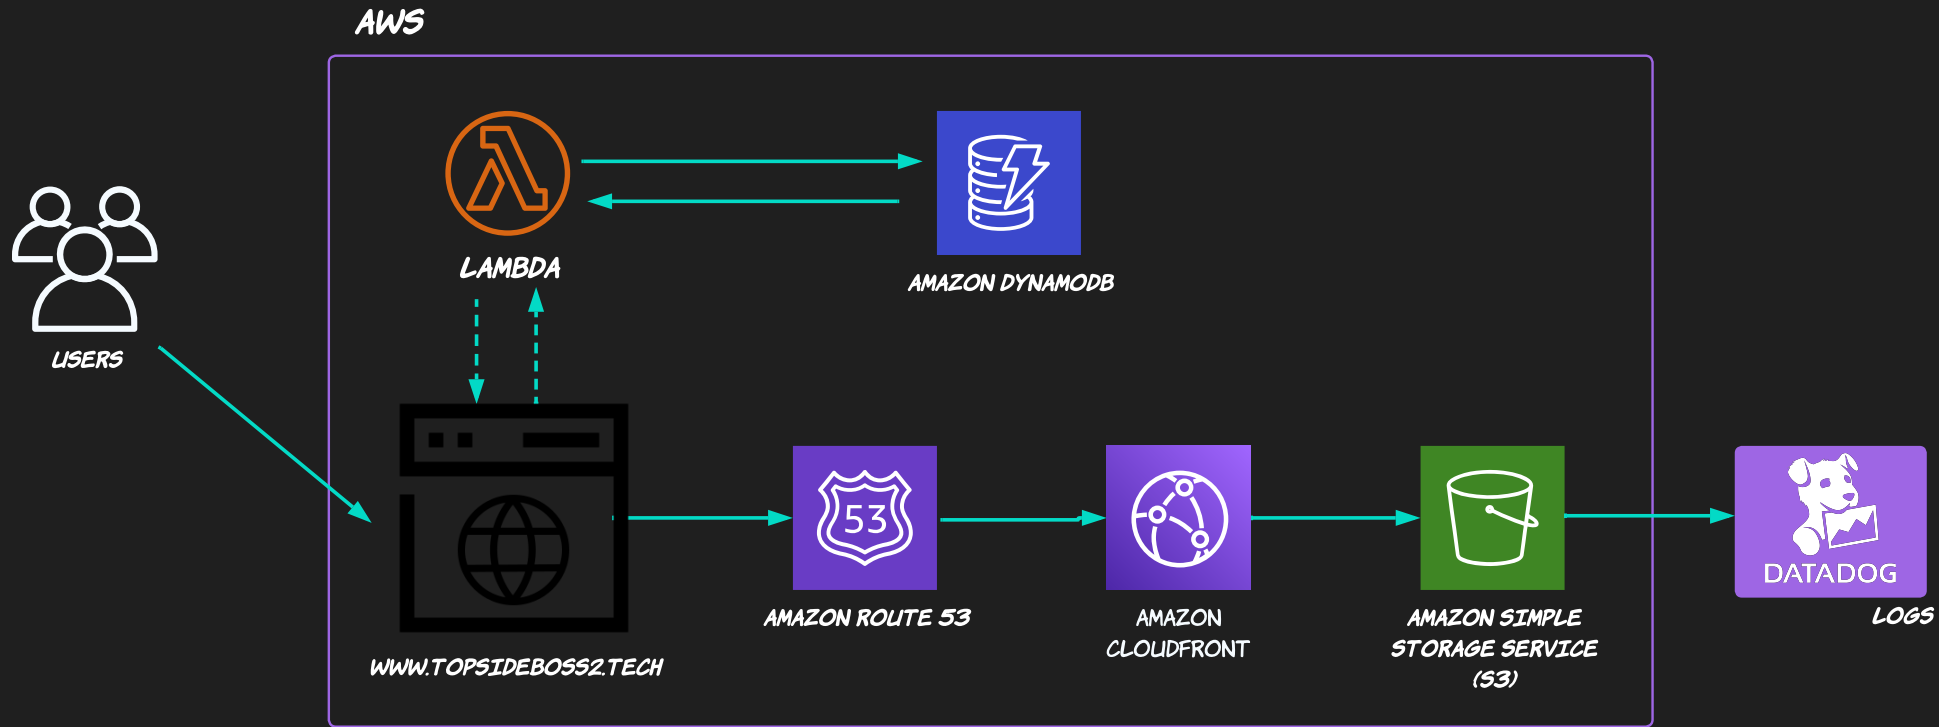 AWS
LAMBDA
AMAZON DYNAMODB
USERS
53
DATADOG
LOGS
AMAZON ROUTE 53
AMAZON
CLOUDFRONT
AMAZON SIMPLE
STORAGE SERVICE
(S3)
WWW.TOPSIDEBOSS2.TECH